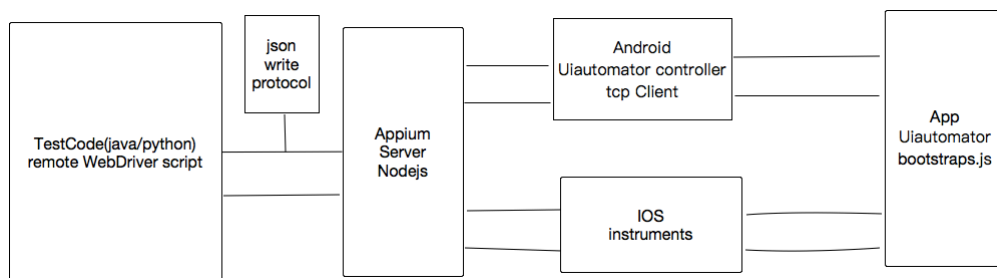 TestCode(java/python)
remote WebDriver script
json
write
protocol
Appium
Server
Nodejs
Android
Uiautomator controller
tcp Client
IOS
instruments
App
Uiautomator
bootstraps.js